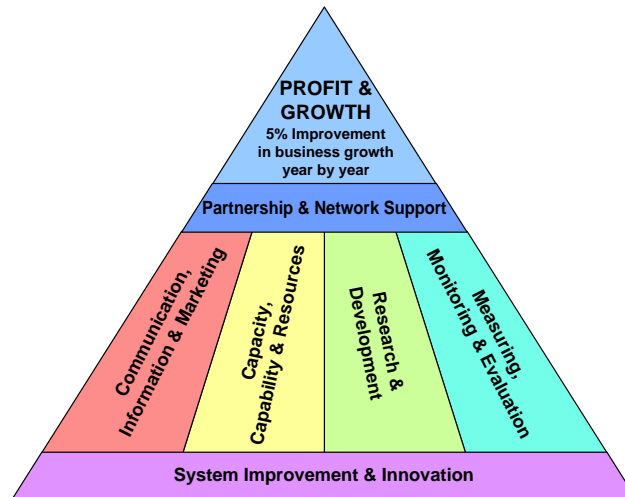 PROFIT &
GROWTH
5% Improvement
in business growth
year by year
Partnership & Network Support
Communication,
Information & Marketing
Capacity,
Capability & Resources
Research &
Development
Measuring,
Monitoring & Evaluation
System Improvement & Innovation